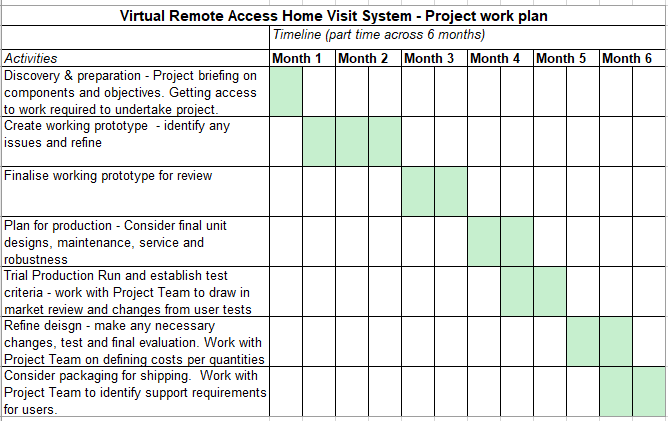 Virtual Remote Access Home Visit System - Project work plan
Timeline (part time across 6 months)
Activities Month 1 Month 2 Month 3 Month 4 Month 5 Month 6
Discovery & preparation - Project briefing on
components and objectives. Getting access
to work required to undertake project.
Create working prototype - identify any
issues and refine
Finalise working prototype for review
Plan for production - Consider final unit
designs, maintenance, service and
robustness
Trial Production Run and establish test
criteria - work with Project Team to draw in
market review and changes from user tests
Refine deisgn - make any necessary
changes, test and final evaluation. Work with
Project Team on defining costs per quantities
Consider packaging for shipping. Work with
Project Team to identify support requirements
for users.